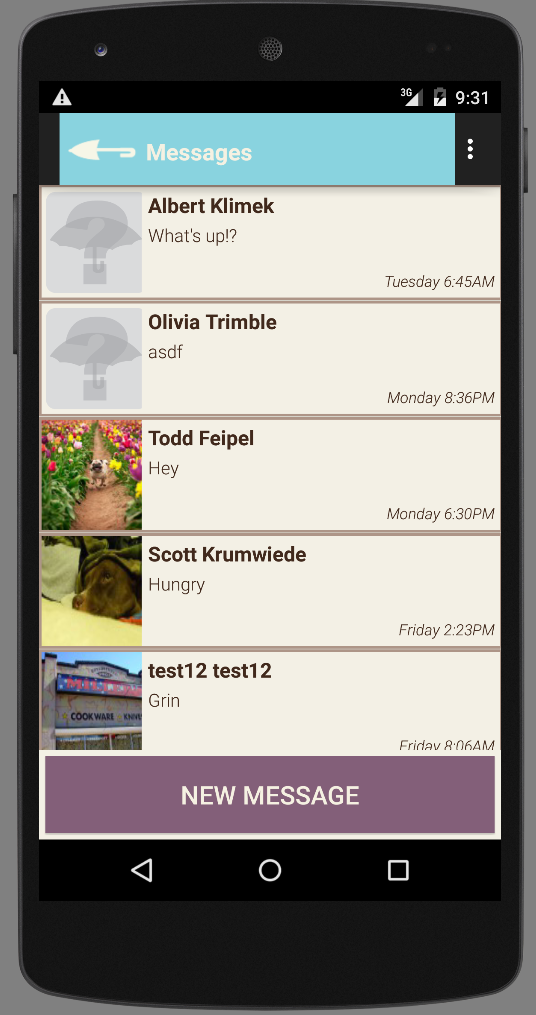 3G 9:31
Messages
Albert Klimek
What's up!?
Tuesday 6:45AM
Olivia Trimble
asdf
Monday 8:36PM
Todd Feipel
Hey
Monday 6:30PM
Scott Krumwiede
Hungry
Friday 2:23PM
test12 test12
Grin
COOKWARE KNIV
Friday 8:06AM
NEW MESSAGE